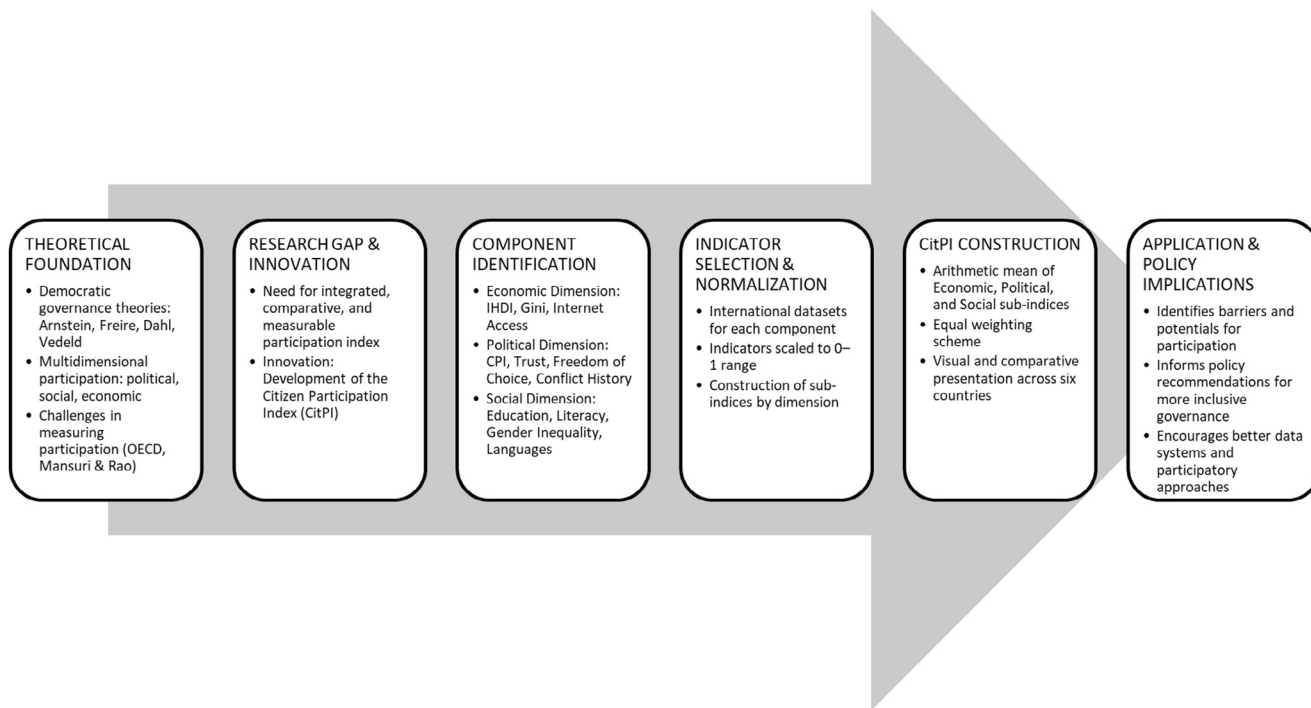 THEORETICAL
FOUNDATION
• Democratic
governance theories:
Arnstein, Freire, Dahl,
Vedeld
• Multidimensional
participation: political,
social, economic
• Challenges in
measuring
participation (OECD,
Mansuri & Rao)
RESEARCH GAP &
INNOVATION
• Need for integrated,
comparative, and
measurable
participation index
• Innovation:
Development of the
Citizen Participation
Index (CitPI)
COMPONENT
IDENTIFICATION
• Economic Dimension:
IHDI, Gini, Internet
Access
• Political Dimension:
CPI, Trust, Freedom of
Choice, Conflict History
• Social Dimension:
Education, Literacy,
Gender Inequality,
Languages
INDICATOR
SELECTION &
NORMALIZATION
• International datasets
for each component
• Indicators scaled to 0–
1 range
• Construction of sub-
indices by dimension
CitPI CONSTRUCTION
• Arithmetic mean of
Economic, Political,
and Social sub-indices
• Equal weighting
scheme
• Visual and comparative
presentation across six
countries
APPLICATION &
POLICY
IMPLICATIONS
• Identifies barriers and
potentials for
participation
• Informs policy
recommendations for
more inclusive
governance
• Encourages better data
systems and
participatory
approaches